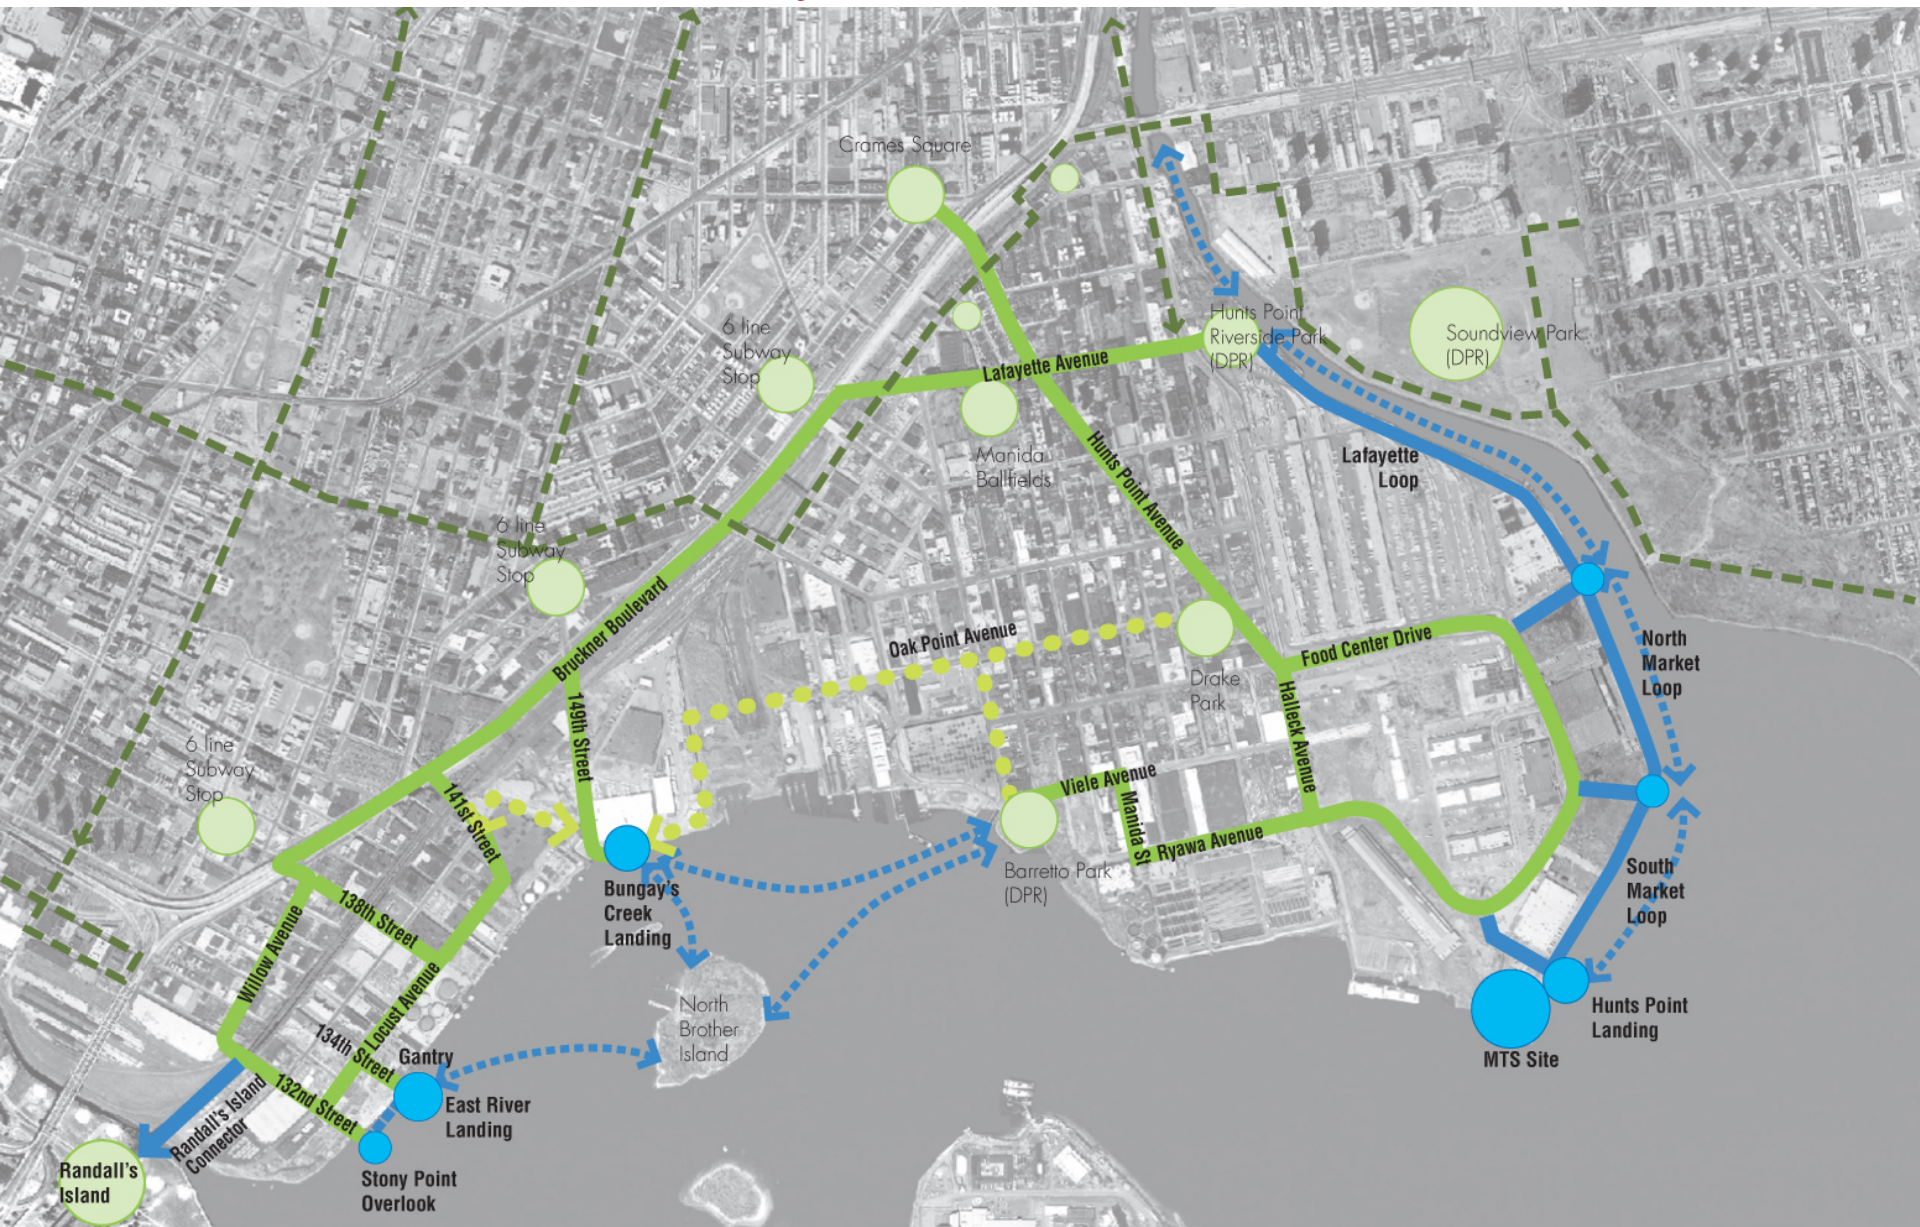 Crames Square
6 line
Subway
Stop
Hunts Point
Riverside Park
(DPR)
Soundview Park
(DPR)
Lafayette Avenue
Manida
Ballfields
Hunts Point Avenue
Lafayette
Loop
6 line
Subway
Stop
Bruckner Boulevard
Oak Point Avenue
Drake
Park
Food Center Drive
North
Market
Loop
149th Street
Halleck Avenue
6 line
Subway
Stop
141st Street
Viele Avenue
Manida St
Ryawa Avenue
Barretto Park
(DPR)
South
Market
Loop
Bungay's
Creek
Landing
138th Street
Willow Avenue
Locust Avenue
North
Brother
Island
Hunts Point
Landing
MTS Site
134th Street
Gantry
East River
Landing
132nd Street
Randall's Island
Connector
Stony Point
Overlook
Randall's
Island